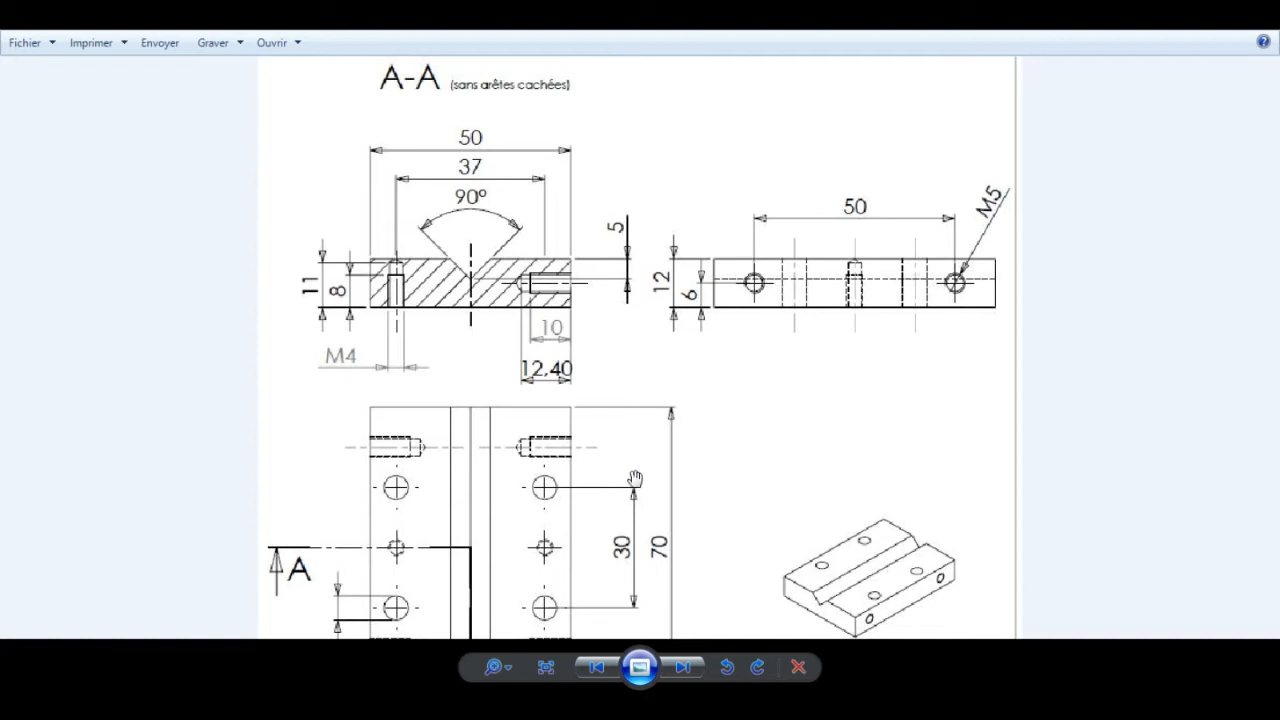 Fichier Imprimer Envoyer Graver Ouvrir
A-A (sans arêtes cachées)
50
37
90°
5
11
8
10
M4
12,40
50
M5
12
6
30
70
A